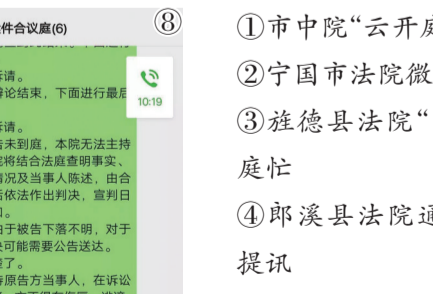 件合议庭(6)
⑧
诉请。
辩论结束，下面进行最后
诉请。
告未到庭，本院无法主持
院将结合法庭查明事实、
情况及当事人陈述，由合
后依法作出判决，宣判日
由于被告下落不明，对于
决可能需要公告送达。
楚了。
待原告方当事人，在诉讼
10:19
①市中院“云开庭
②宁国市法院微
③旌德县法院“
庭忙
④郎溪县法院通
提讯